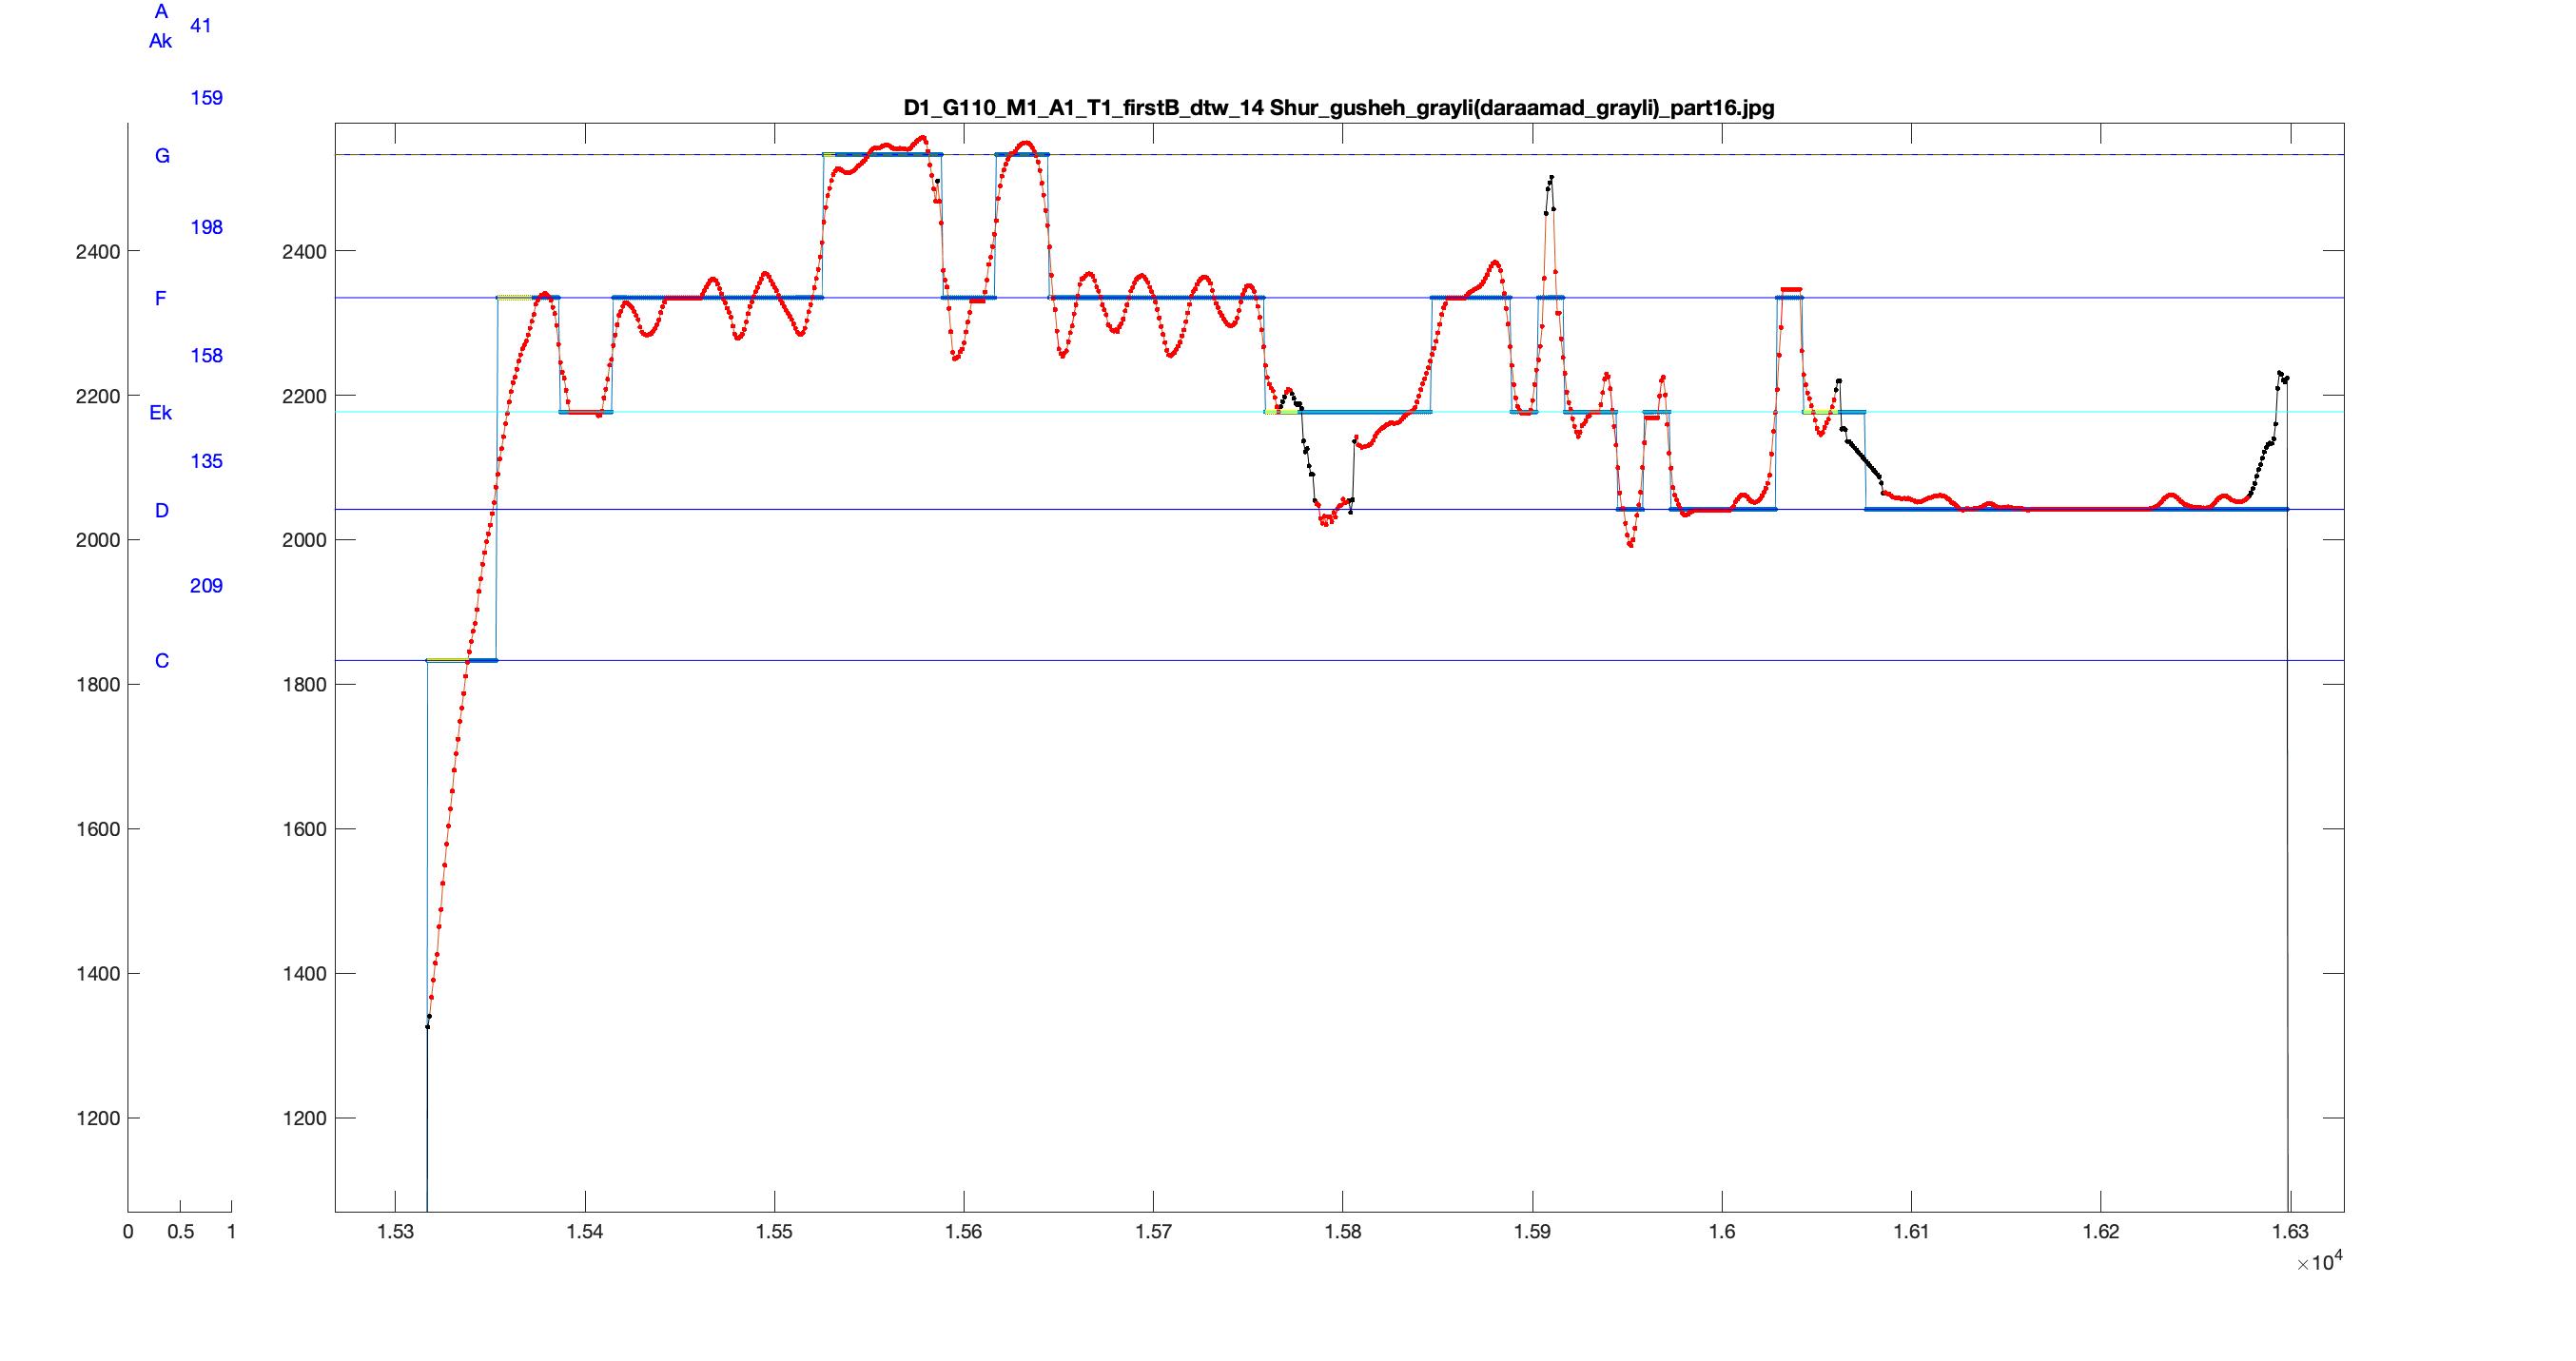 A
41
Ak
159
D1_G110_M1_A1_T1_firstB_dtw_14 Shur_gusheh_grayli(daraamad_grayli)_part16.jpg
G
198
2400 2400
F
158
2200 Ek 2200
135
D
2000 2000
209
C
1800 1800
1600 1600
1400 1400
1200 1200
0 0.5 1 1.53 1.54 1.55 1.56 1.57 1.58 1.59 1.6 1.61 1.62 1.63
×10⁴